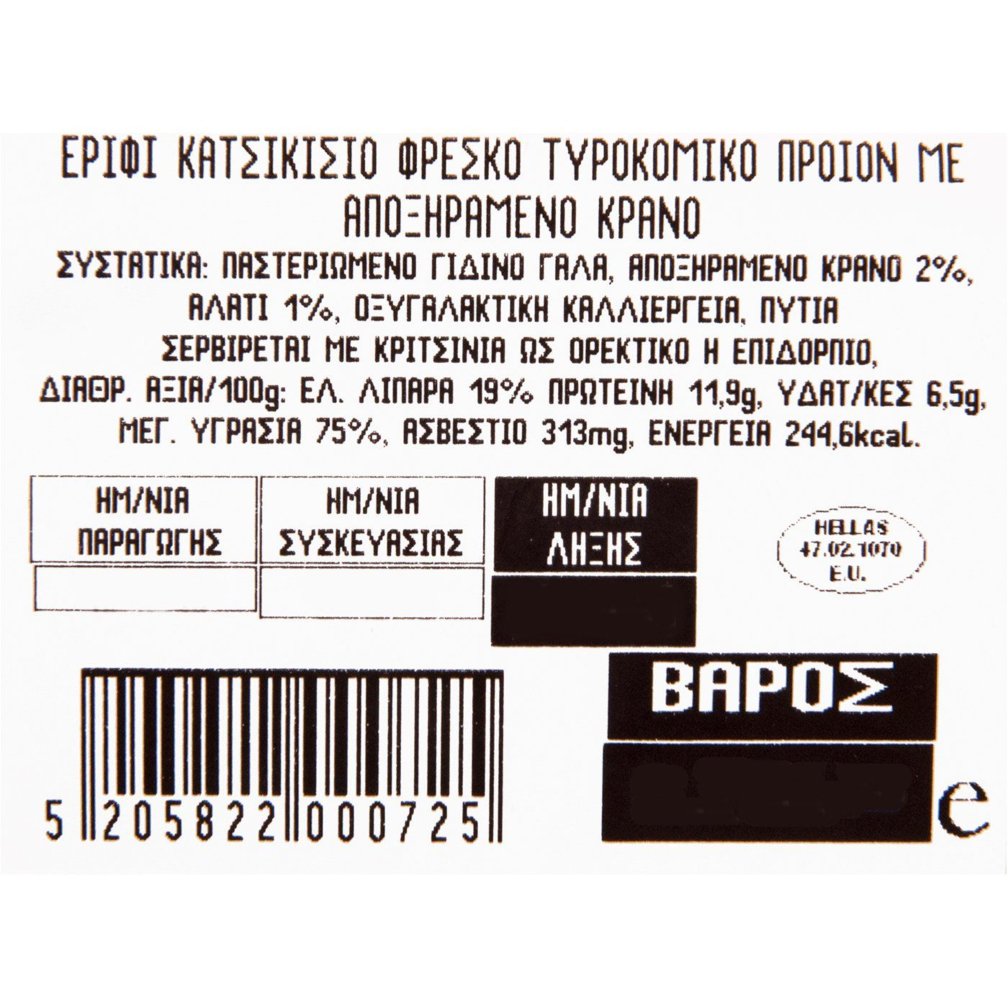 ΕΡΙΦΙ ΚΑΤΣΙΚΙΣΙΟ ΦΡΕΣΚΟ ΤΥΡΟΚΟΜΙΚΟ ΠΡΟΙΟΝ ΜΕ
ΑΠΟΞΗΡΑΜΕΝΟ ΚΡΑΝΟ
ΣΥΣΤΑΤΙΚΑ: ΠΑΣΤΕΡΙΩΜΕΝΟ ΓΙΔΙΝΟ ΓΑΛΑ, ΑΠΟΞΗΡΑΜΕΝΟ ΚΡΑΝΟ 2%,
ΑΛΑΤΙ 1%, ΟΞΥΓΑΛΑΚΤΙΚΗ ΚΑΛΛΙΕΡΓΕΙΑ, ΠΥΤΙΑ
ΣΕΡΒΙΡΕΤΑΙ ΜΕ ΚΡΙΤΣΙΝΙΑ ΩΣ ΟΡΕΚΤΙΚΟ Η ΕΠΙΔΟΡΠΙΟ,
ΔΙΑΘΡ. ΑΞΙΑ/100g: ΕΛ. ΛΙΠΑΡΑ 19% ΠΡΩΤΕΙΝΗ 11,9g, ΥΔΑΤ/ΚΕΣ 6,5g,
ΜΕΓ. ΥΓΡΑΣΙΑ 75%, ΑΣΒΕΣΤΙΟ 313mg, ΕΝΕΡΓΕΙΑ 244,6kcal.
ΗΜ/ΝΙΑ ΠΑΡΑΓΩΓΗΣ
ΗΜ/ΝΙΑ ΣΥΣΚΕΥΑΣΙΑΣ
ΗΜ/ΝΙΑ ΛΗΞΗΣ
HELLAS
47.02.1070
E.U.
ΒΑΡΟΣ
e
5 205822 000725